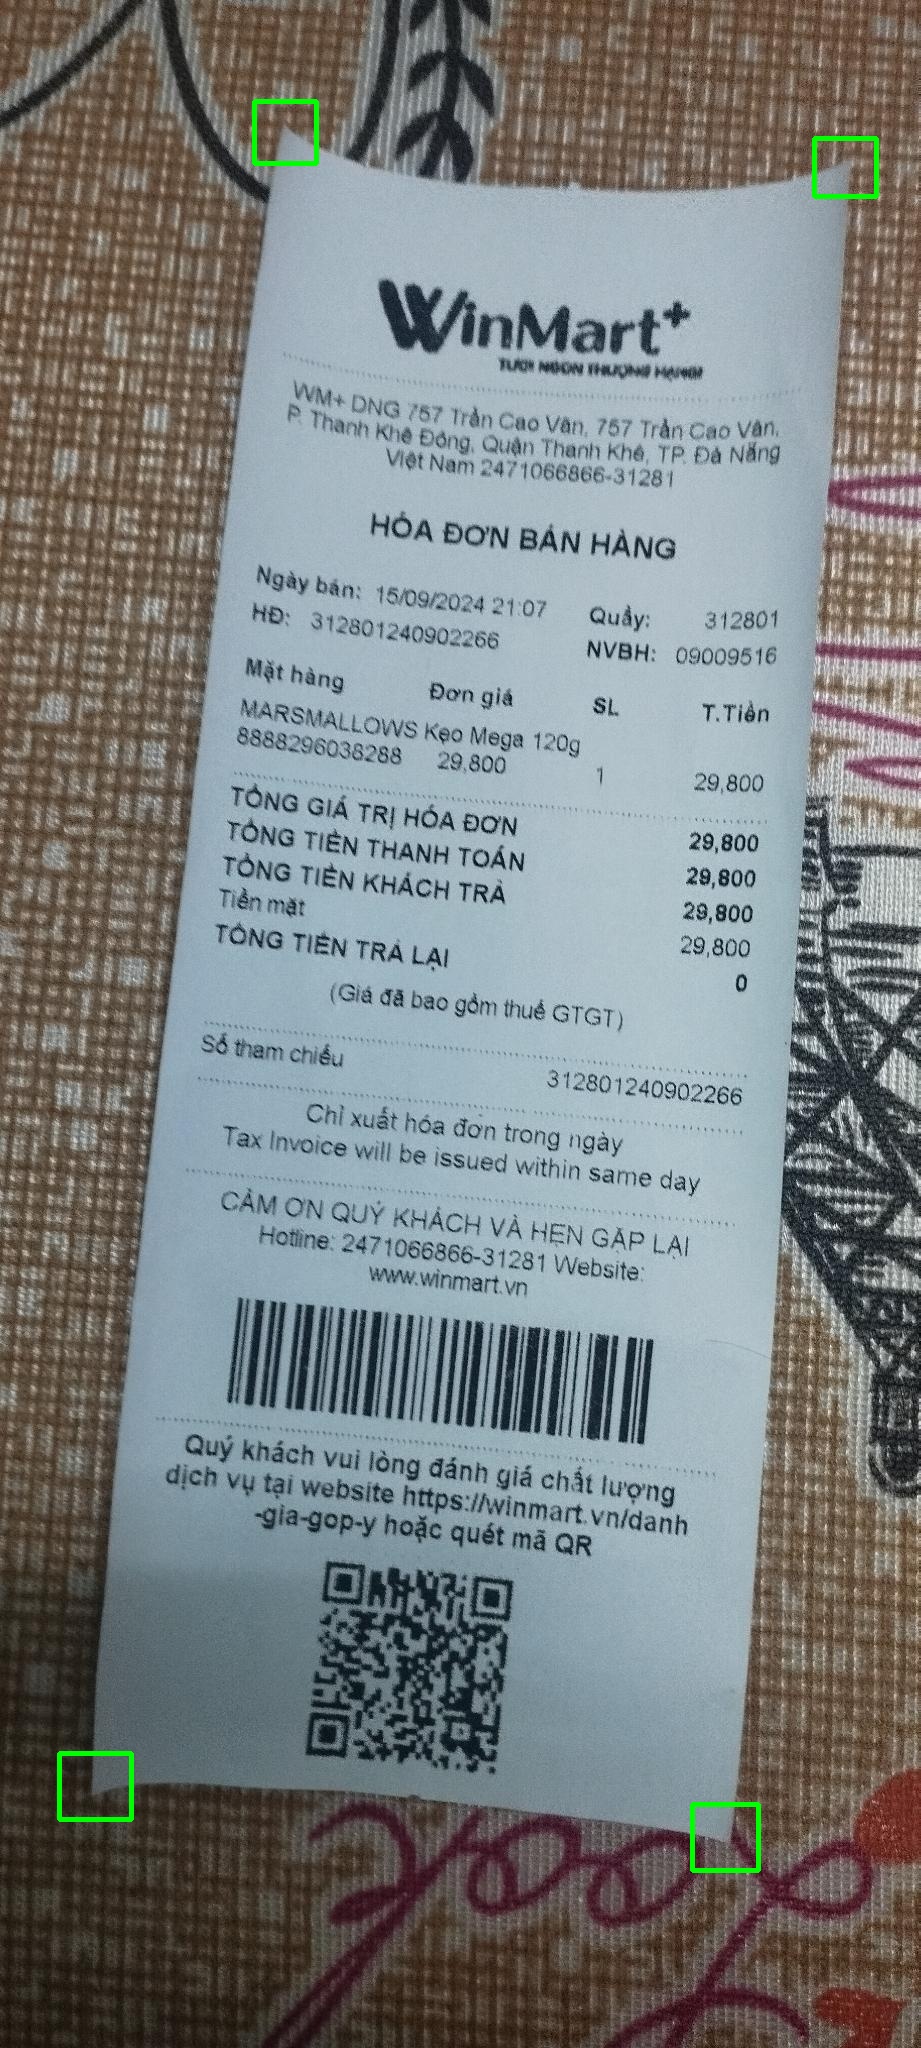 WinMart+
TƯƠI NGON THƯỢNG HẠNG!
WM+ DNG 757 Trần Cao Vân, 757 Trần Cao Vân,
P. Thanh Khê Đông, Quận Thanh Khê, TP. Đà Nẵng
Việt Nam 2471066866-31281
HÓA ĐƠN BÁN HÀNG
Ngày bán: 15/09/2024 21:07 Quầy: 312801
HĐ: 312801240902266 NVBH: 09009516
Mặt hàng Đơn giá SL T.Tiền
MARSMALLOWS Kẹo Mega 120g
8888296038288 29,800 1 29,800
TỔNG GIÁ TRỊ HÓA ĐƠN 29,800
TỔNG TIỀN THANH TOÁN 29,800
TỔNG TIỀN KHÁCH TRẢ 29,800
Tiền mặt 29,800
TỔNG TIỀN TRẢ LẠI 0
(Giá đã bao gồm thuế GTGT)
Số tham chiếu 312801240902266
Chỉ xuất hóa đơn trong ngày
Tax Invoice will be issued within same day
CẢM ƠN QUÝ KHÁCH VÀ HẸN GẶP LẠI
Hotline: 2471066866-31281 Website:
www.winmart.vn
Quý khách vui lòng đánh giá chất lượng
dịch vụ tại website https://winmart.vn/danh
-gia-gop-y hoặc quét mã QR